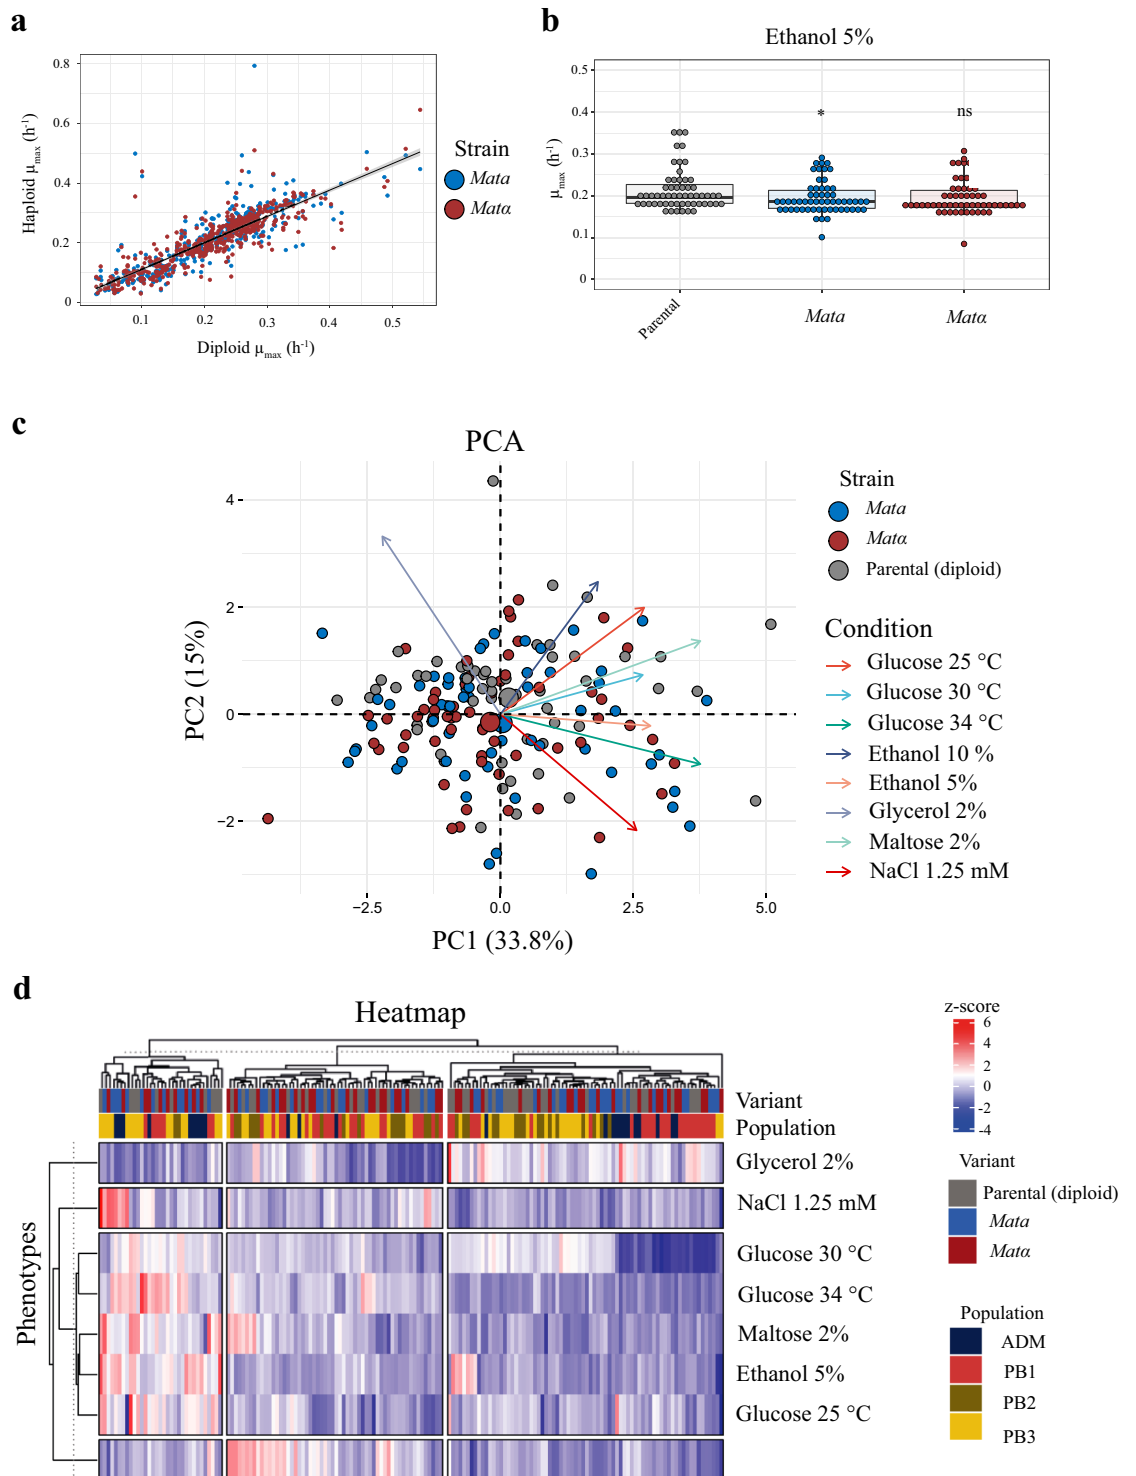 a
0.8
0.6
0.4
0.2
0
Haploid μmax (h-1)
0.1
0.2
0.3
0.4
0.5
Diploid μmax (h-1)
Strain
Mata
Matα
b
Ethanol 5%
0.5
0.4
0.3
0.2
0.1
0
μmax (h-1)
*
ns
Parental
Mata
Matα
c
PCA
4
2
0
−2
PC2 (15%)
−2.5
0.0
2.5
5.0
PC1 (33.8%)
Strain
Mata
Matα
Parental (diploid)
Condition
Glucose 25 °C
Glucose 30 °C
Glucose 34 °C
Ethanol 10 %
Ethanol 5%
Glycerol 2%
Maltose 2%
NaCl 1.25 mM
d
Heatmap
Variant
Population
Phenotypes
Glycerol 2%
NaCl 1.25 mM
Glucose 30 °C
Glucose 34 °C
Maltose 2%
Ethanol 5%
Glucose 25 °C
z-score
6
4
2
0
-2
-4
Variant
Parental (diploid)
Mata
Matα
Population
ADM
PB1
PB2
PB3